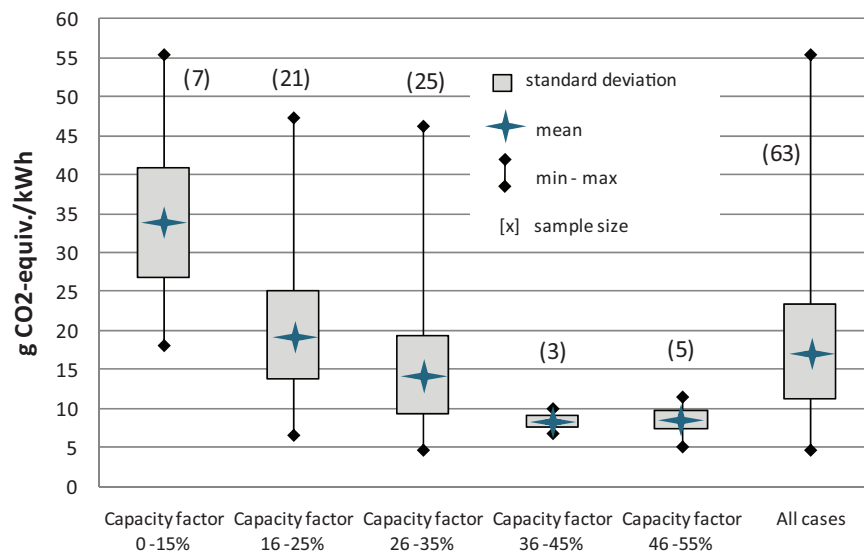 g CO2-equiv./kWh
60
55
50
45
40
35
30
25
20
15
10
5
0
(7)
(21)
(25)
(3)
(5)
(63)
standard deviation
mean
min - max
[x] sample size
Capacity factor
0 -15%
Capacity factor
16 -25%
Capacity factor
26 -35%
Capacity factor
36 -45%
Capacity factor
46 -55%
All cases